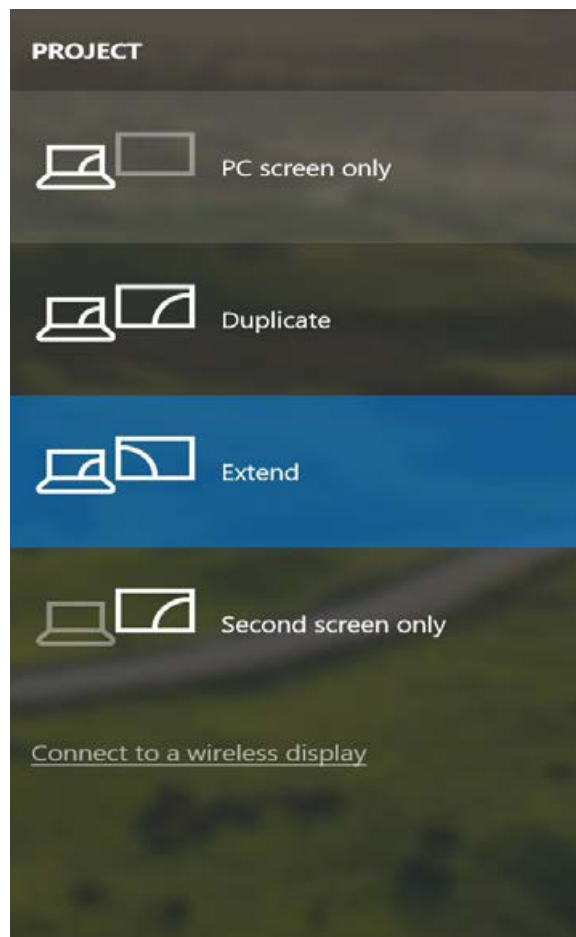 PROJECT
PC screen only
Duplicate
Extend
Second screen only
Connect to a wireless display